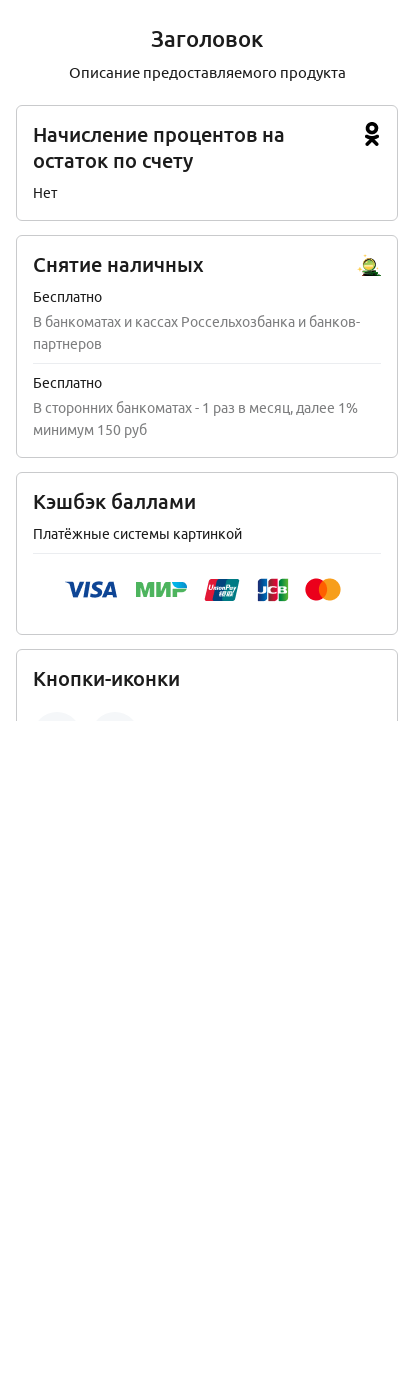 Заголовок
Описание предоставляемого продукта
Начисление процентов на
остаток по счету
Нет
Снятие наличных
Бесплатно
В банкоматах и кассах Россельхозбанка и банков-
партнеров
Бесплатно
В сторонних банкоматах - 1 раз в месяц, далее 1%
минимум 150 руб
Кэшбэк баллами
Платёжные системы картинкой
VISA МИР UnionPay 银联 JCB
Кнопки-иконки